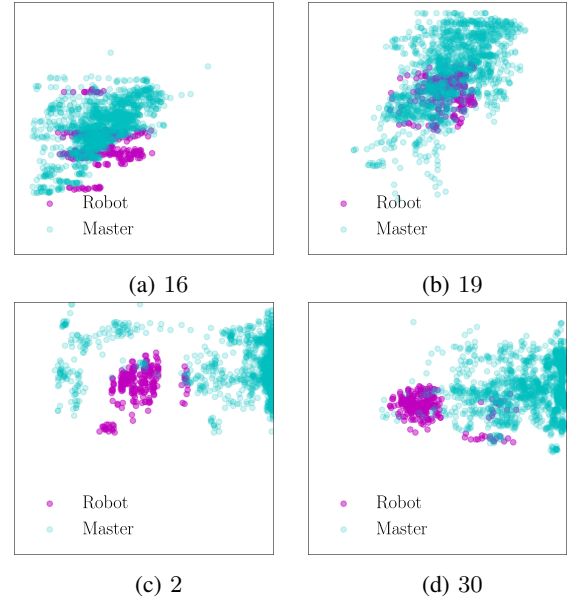 Robot
Master
Robot
Master
(a) 16
(b) 19
Robot
Master
Robot
Master
(c) 2
(d) 30